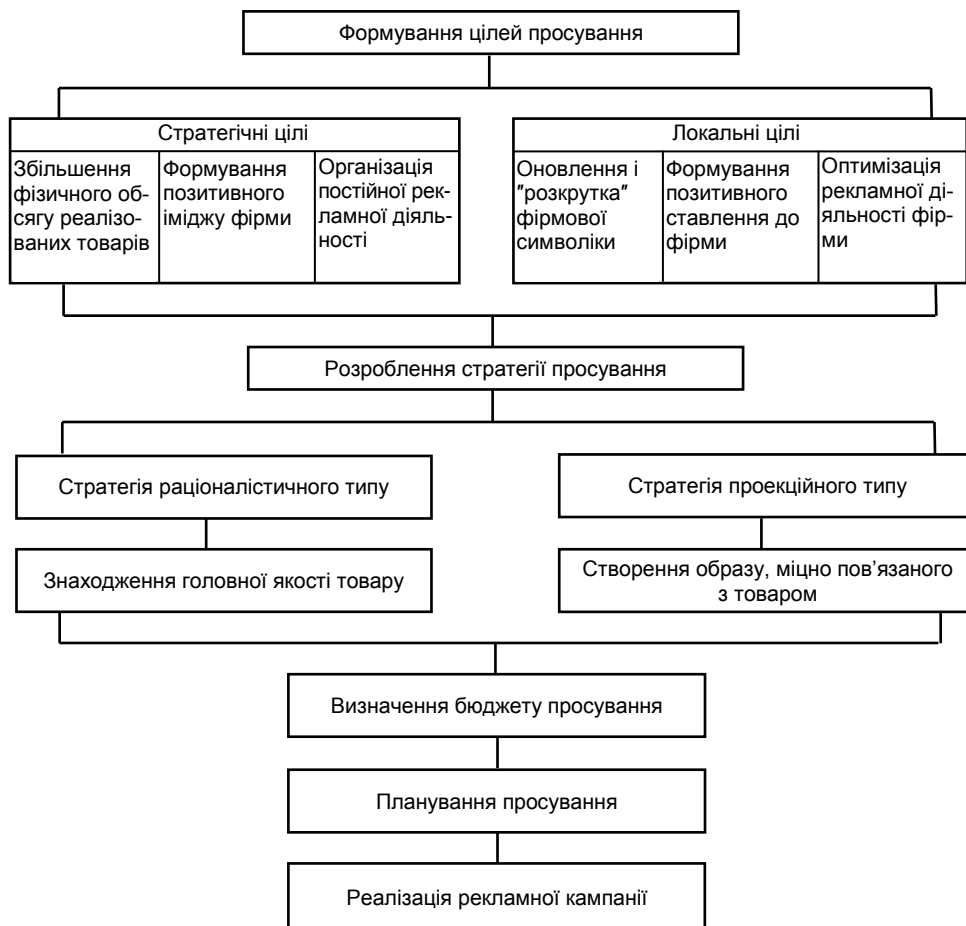 Формування цілей просування
Стратегічні цілі
Збільшення
фізичного об-
сягу реалізо-
ваних товарів
Формування
позитивного
іміджу фірми
Організація
постійної рек-
ламної діяль-
ності
Локальні цілі
Оновлення і
"розкрутка"
фірмової
символіки
Формування
позитивного
ставлення до
фірми
Оптимізація
рекламної ді-
яльності фір-
ми
Розроблення стратегії просування
Стратегія раціоналістичного типу
Стратегія проекційного типу
Знаходження головної якості товару
Створення образу, міцно пов’язаного
з товаром
Визначення бюджету просування
Планування просування
Реалізація рекламної кампанії